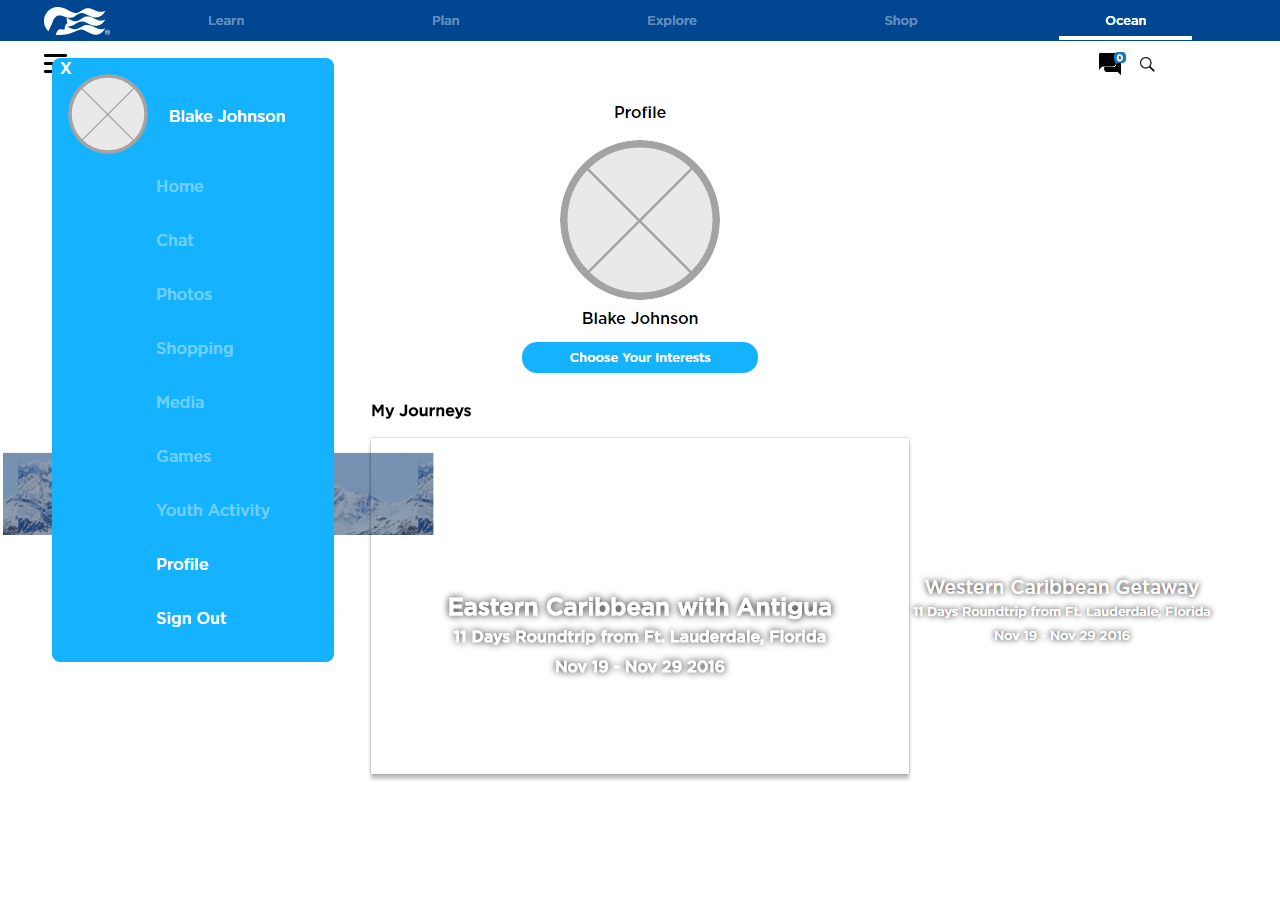 Learn
Plan
Explore
Shop
Ocean
X
0
Blake Johnson
Home
Chat
Photos
Shopping
Media
Games
Youth Activity
Profile
Sign Out
Profile
Blake Johnson
Choose Your Interests
My Journeys
Eastern Caribbean with Antigua
11 Days Roundtrip from Ft. Lauderdale, Florida
Nov 19 - Nov 29 2016
Western Caribbean Getaway
11 Days Roundtrip from Ft. Lauderdale, Florida
Nov 19 - Nov 29 2016